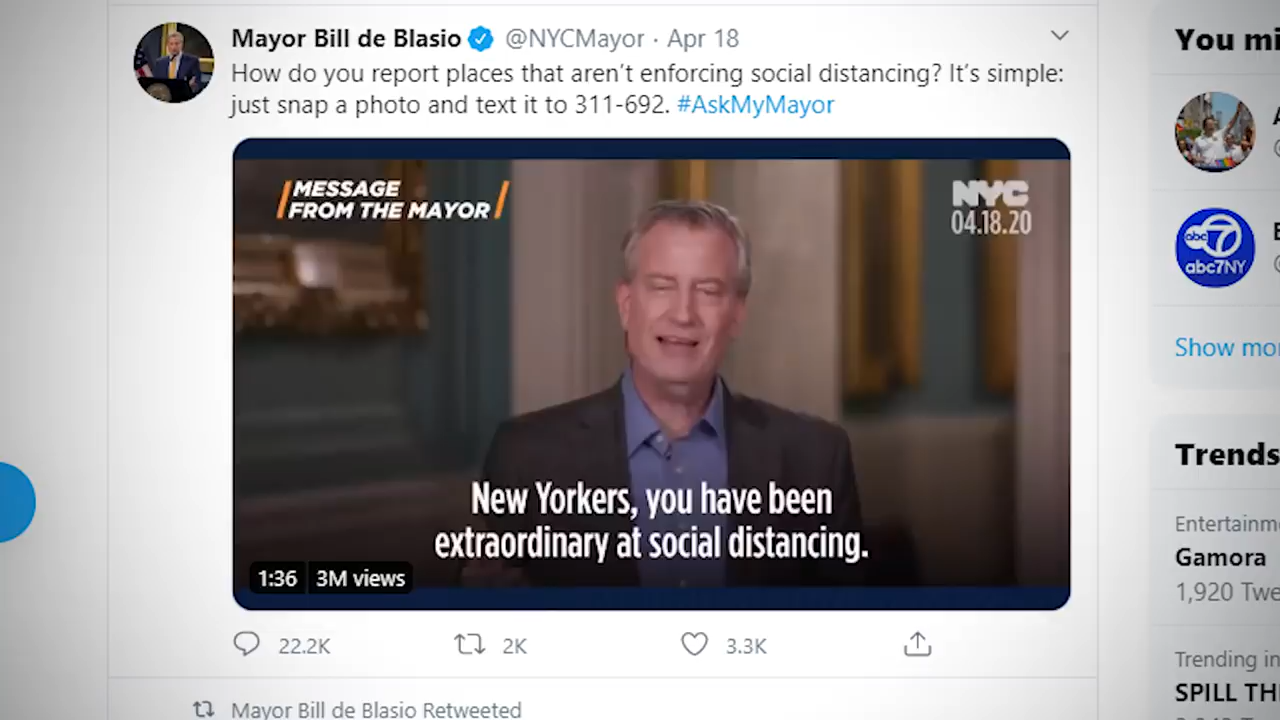 Mayor Bill de Blasio @NYCMayor · Apr 18
How do you report places that aren't enforcing social distancing? It's simple:
just snap a photo and text it to 311-692. #AskMyMayor
MESSAGE
FROM THE MAYOR
NYC
04.18.20
New Yorkers, you have been
extraordinary at social distancing.
1:36 3M views
22.2K 2K 3.3K
Mayor Bill de Blasio Retweeted
You mi
abc7
abc7NY
Show mo
Trends
Entertainm
Gamora
1,920 Twe
Trending in
SPILL TH